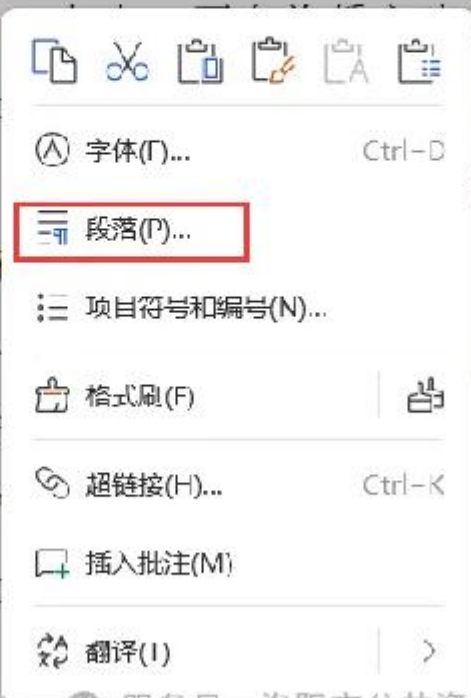 字体(F)... Ctrl+D
段落(P)...
项目符号和编号(N)...
格式刷(F)
超链接(H)... Ctrl+K
插入批注(M)
翻译(T)